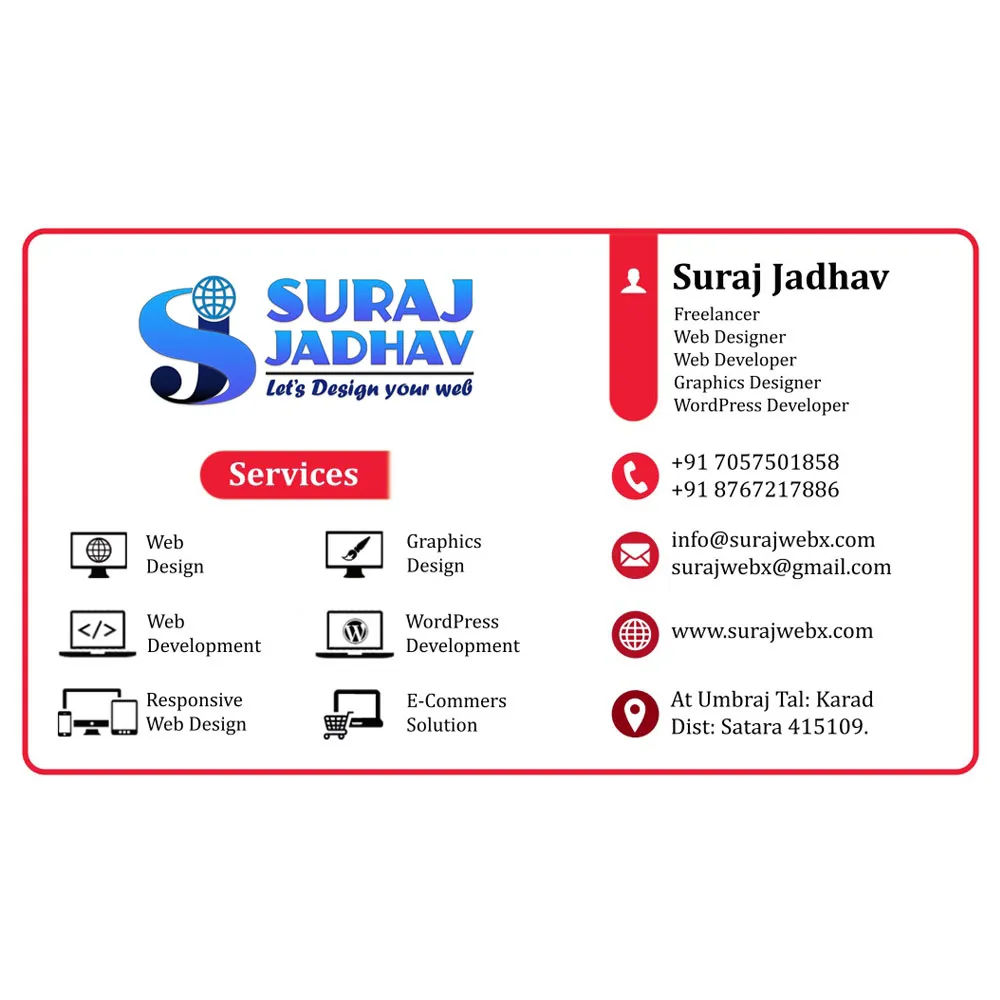 SURAJ
JADHAV
Let's Design your web
Services
Web
Design
Graphics
Design
Web
Development
WordPress
Development
Responsive
Web Design
E-Commers
Solution
Suraj Jadhav
Freelancer
Web Designer
Web Developer
Graphics Designer
WordPress Developer
+91 7057501858
+91 8767217886
info@surajwebx.com
surajwebx@gmail.com
www.surajwebx.com
At Umbraj Tal: Karad
Dist: Satara 415109.